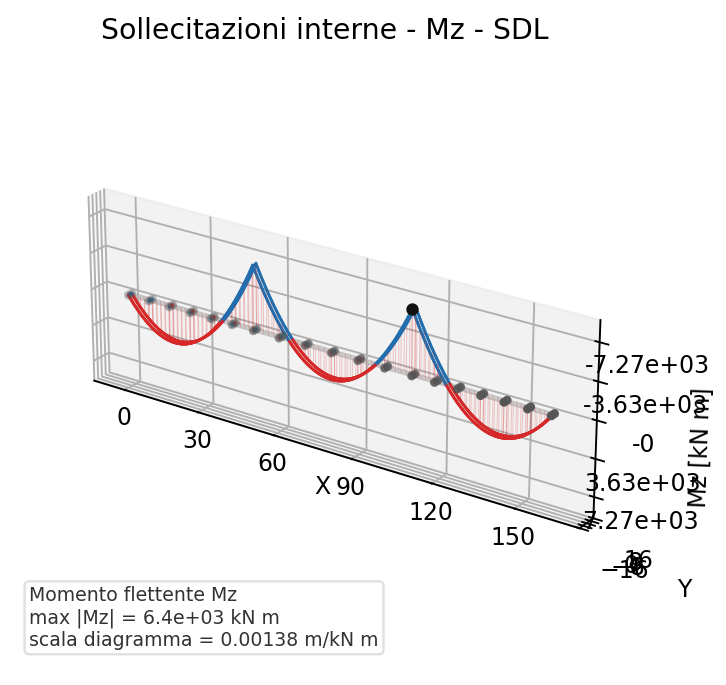 Sollecitazioni interne - Mz - SDL
-7.27e+03
-3.63e+03
-0
3.63e+03
7.27e+03
Mz [kN m]
0
30
60
X
90
120
150
16
−16
Y
Momento flettente Mz
max |Mz| = 6.4e+03 kN m
scala diagramma = 0.00138 m/kN m